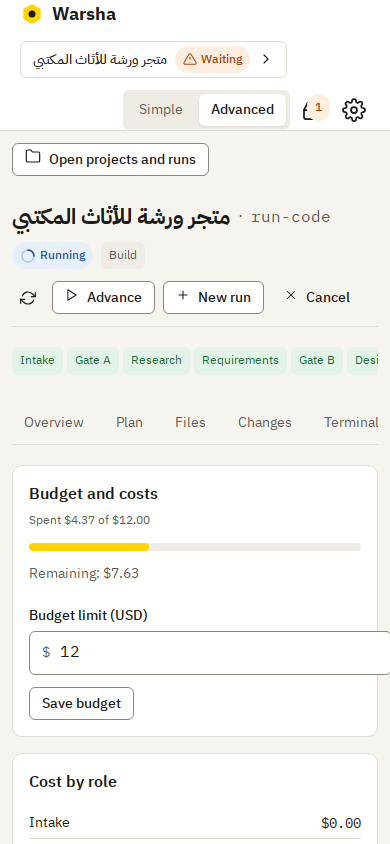 Warsha
متجر ورشة للأثاث المكتبي Waiting
Simple Advanced 1
Open projects and runs
متجر ورشة للأثاث المكتبي · run-code
Running Build
Advance New run Cancel
Intake Gate A Research Requirements Gate B Desi
Overview Plan Files Changes Terminal
Budget and costs
Spent $4.37 of $12.00
Remaining: $7.63
Budget limit (USD)
$ 12
Save budget
Cost by role
Intake $0.00